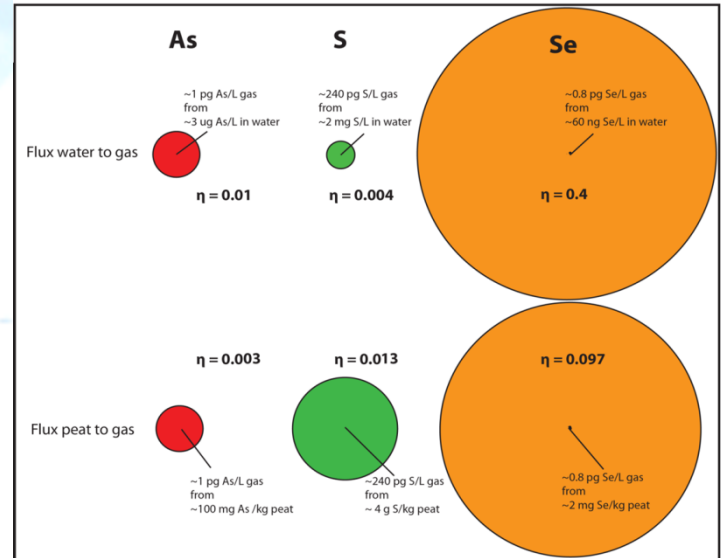 As
S
Se
~1 pg As/L gas
from
~3 ug As/L in water
~240 pg S/L gas
from
~2 mg S/L in water
~0.8 pg Se/L gas
from
~60 ng Se/L in water
Flux water to gas
η = 0.01
η = 0.004
η = 0.4
η = 0.003
η = 0.013
η = 0.097
Flux peat to gas
~1 pg As/L gas
from
~100 mg As /kg peat
~240 pg S/L gas
from
~ 4 g S/kg peat
~0.8 pg Se/L gas
from
~2 mg Se/kg peat